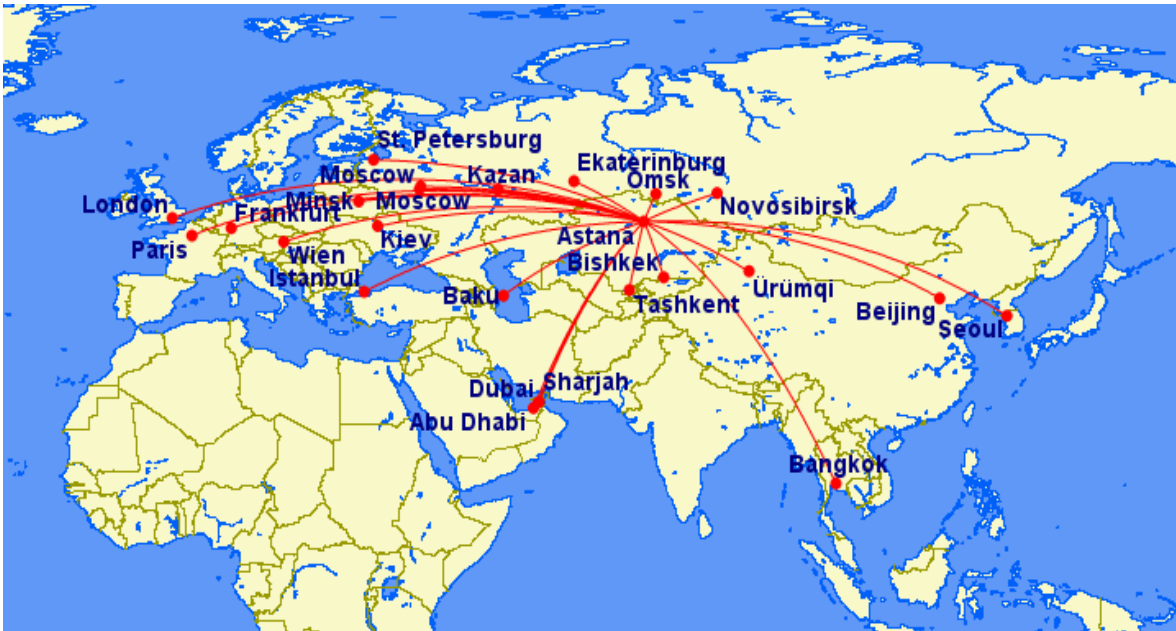 St. Petersburg
Ekaterinburg
Moscow
Kazan
Omsk
London
Minsk
Moscow
Novosibirsk
Frankfurt
Paris
Kiev
Astana
Wien
Bishkek
Istanbul
Ürümqi
Baku
Tashkent
Beijing
Seoul
Sharjah
Dubai
Abu Dhabi
Bangkok